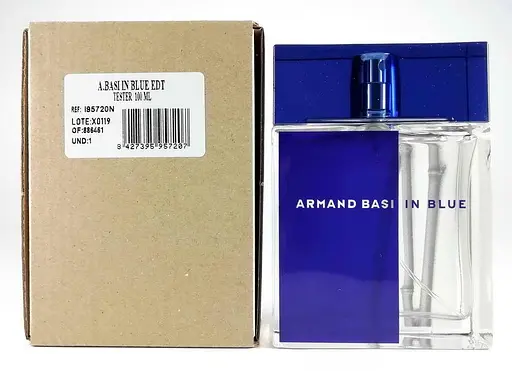 A.BASI IN BLUE EDT
TESTER 100 ML
REF: I95720N
LOTE:X0119
OF:886461
UND:1
8 427395 957207
ARMAND BASI IN BLUE